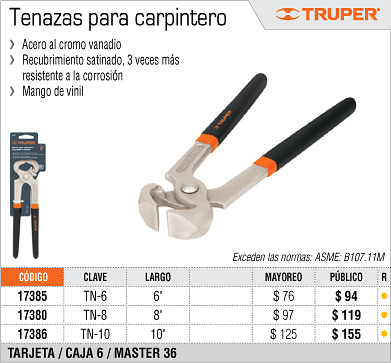 Tenazas para carpintero
TRUPER®
Acero al cromo vanadio
Recubrimiento satinado, 3 veces más
resistente a la corrosión
Mango de vinil
TRUPER
Exceden las normas: ASME: B107.11M
CÓDIGO CLAVE LARGO MAYOREO PÚBLICO R
17385 TN-6 6" $ 76 $ 94
17380 TN-8 8" $ 97 $ 119
17386 TN-10 10" $ 125 $ 155
TARJETA / CAJA 6 / MASTER 36